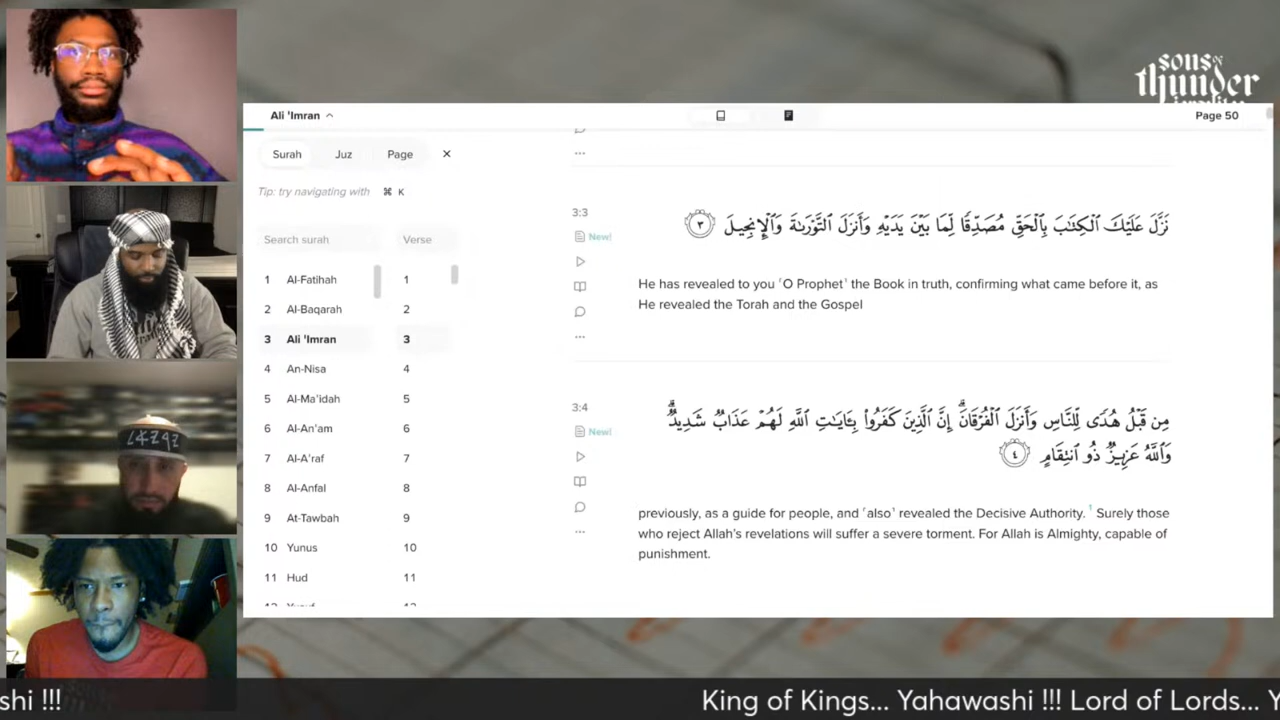 sons of
thunder
israelites
Ali 'Imran
Page 50
Surah Juz Page
Tip: try navigating with ⌘ K
Search surah Verse
1 Al-Fatihah 1
2 Al-Baqarah 2
3 Ali 'Imran 3
4 An-Nisa 4
5 Al-Ma'idah 5
6 Al-An'am 6
7 Al-A'raf 7
8 Al-Anfal 8
9 At-Tawbah 9
10 Yunus 10
11 Hud 11
3:3
New!
نَزَّلَ عَلَيْكَ ٱلْكِتَـٰبَ بِٱلْحَقِّ مُصَدِّقًا لِّمَا بَيْنَ يَدَيْهِ وَأَنزَلَ ٱلتَّوْرَىٰةَ وَٱلْإِنجِيلَ ٣
He has revealed to you ˹O Prophet˺ the Book in truth, confirming what came before it, as
He revealed the Torah and the Gospel
3:4
New!
مِن قَبْلُ هُدًى لِّلنَّاسِ وَأَنزَلَ ٱلْفُرْقَانَ ۗ إِنَّ ٱلَّذِينَ كَفَرُوا۟ بِـَٔايَـٰتِ ٱللَّهِ لَهُمْ عَذَابٌ شَدِيدٌ ۗ
وَٱللَّهُ عَزِيزٌ ذُو ٱنتِقَامٍ ٤
previously, as a guide for people, and ˹also˺ revealed the Decisive Authority. 1 Surely those
who reject Allah's revelations will suffer a severe torment. For Allah is Almighty, capable of
punishment.
shi !!! King of Kings... Yahawashi !!! Lord of Lords... Y